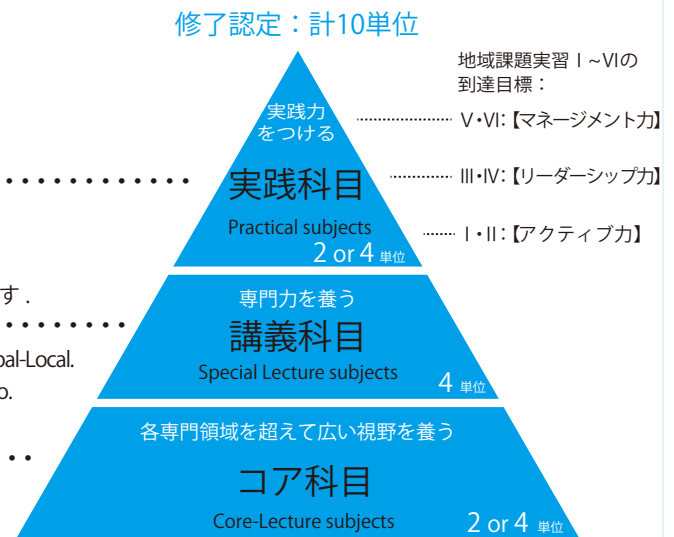 修了認定：計10単位
地域課題実習Ⅰ~Ⅵの
到達目標：
実践力
をつける
Ⅴ・Ⅵ:【マネージメント力】
実践科目
Ⅲ・Ⅳ:【リーダーシップ力】
Practical subjects
Ⅰ・Ⅱ:【アクティブ力】
2 or 4 単位
す．
専門力を養う
講義科目
bal-Local.
Special Lecture subjects
4 単位
o.
各専門領域を超えて広い視野を養う
コア科目
Core-Lecture subjects
2 or 4 単位